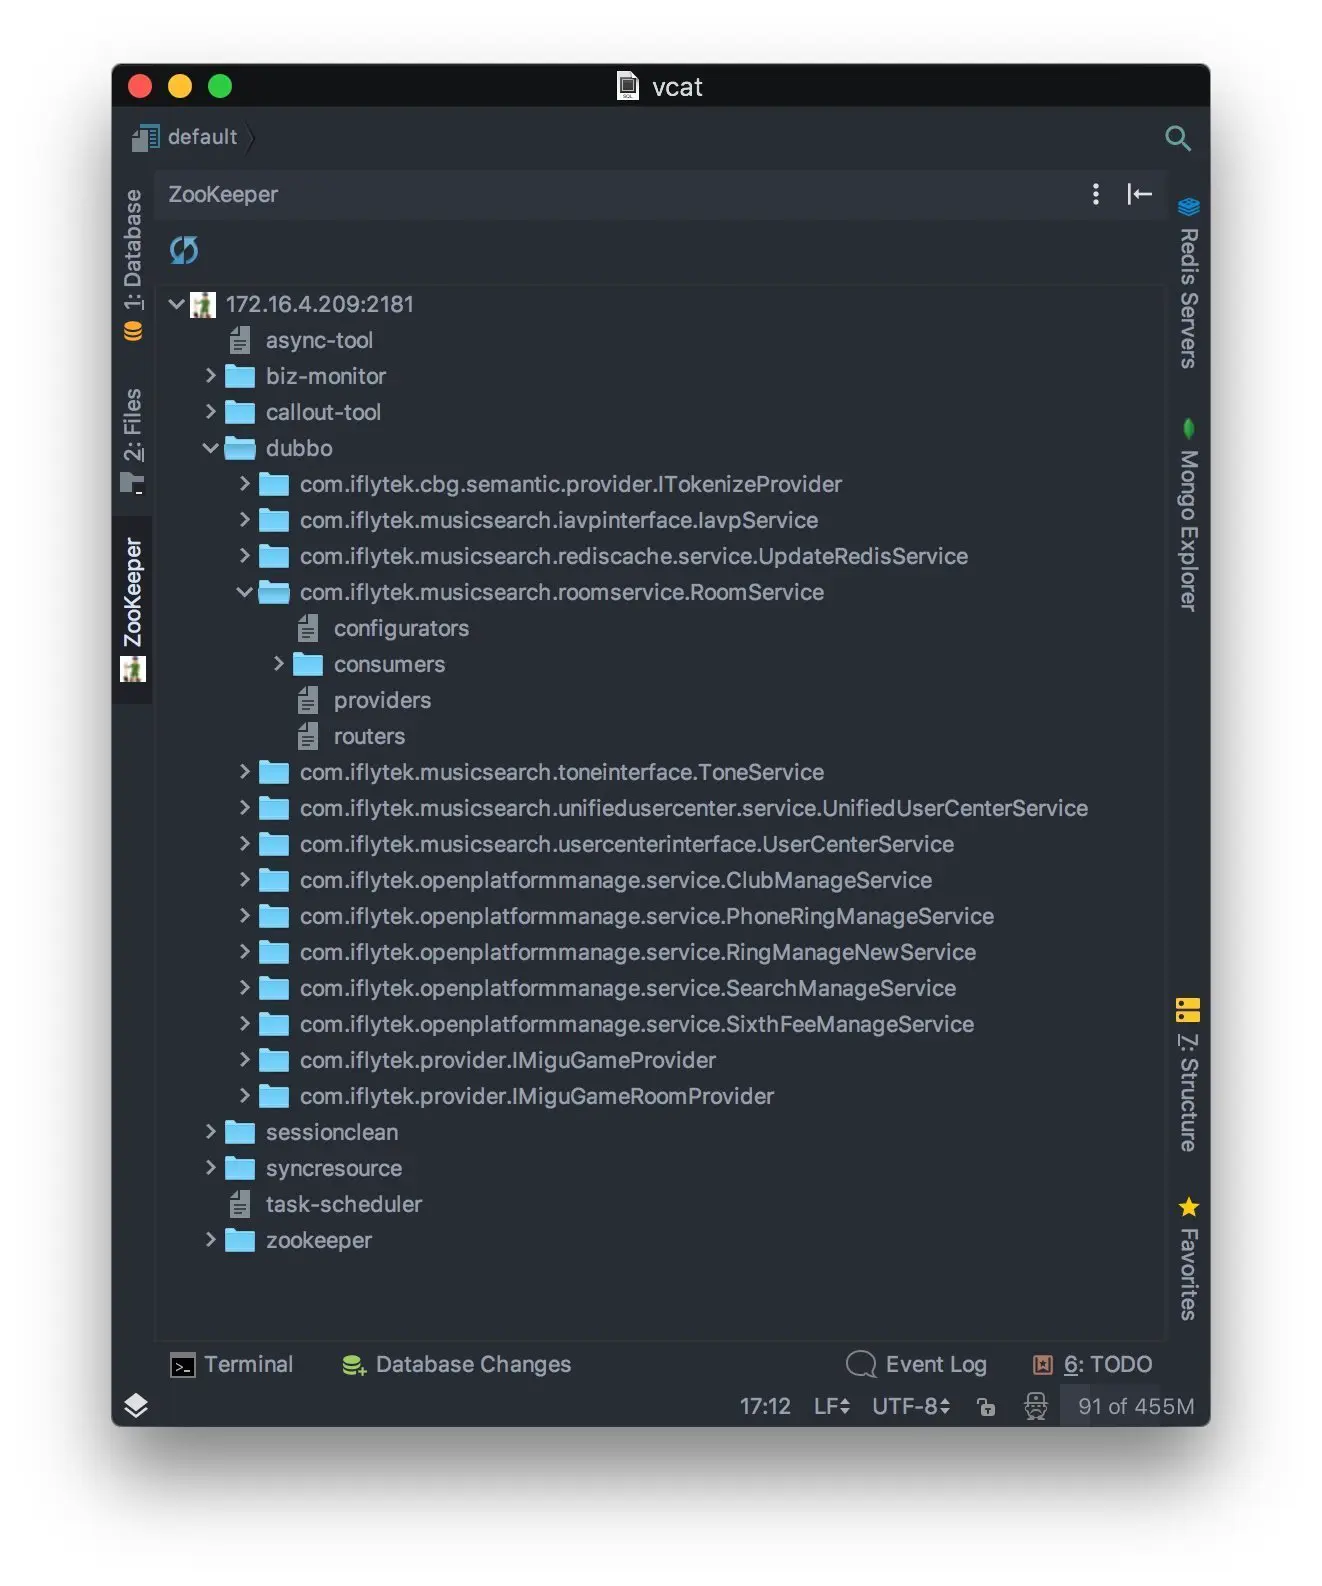 vcat
default
ZooKeeper
1: Database
2: Files
ZooKeeper
172.16.4.209:2181
async-tool
biz-monitor
callout-tool
dubbo
com.iflytek.cbg.semantic.provider.ITokenizeProvider
com.iflytek.musicsearch.iavpinterface.IavpService
com.iflytek.musicsearch.rediscache.service.UpdateRedisService
com.iflytek.musicsearch.roomservice.RoomService
configurators
consumers
providers
routers
com.iflytek.musicsearch.toneinterface.ToneService
com.iflytek.musicsearch.unifiedusercenter.service.UnifiedUserCenterService
com.iflytek.musicsearch.usercenterinterface.UserCenterService
com.iflytek.openplatformmanage.service.ClubManageService
com.iflytek.openplatformmanage.service.PhoneRingManageService
com.iflytek.openplatformmanage.service.RingManageNewService
com.iflytek.openplatformmanage.service.SearchManageService
com.iflytek.openplatformmanage.service.SixthFeeManageService
com.iflytek.provider.IMiguGameProvider
com.iflytek.provider.IMiguGameRoomProvider
sessionclean
syncresource
task-scheduler
zookeeper
Redis Servers
Mongo Explorer
7: Structure
Favorites
Terminal Database Changes Event Log 6: TODO
17:12 LF UTF-8 91 of 455M